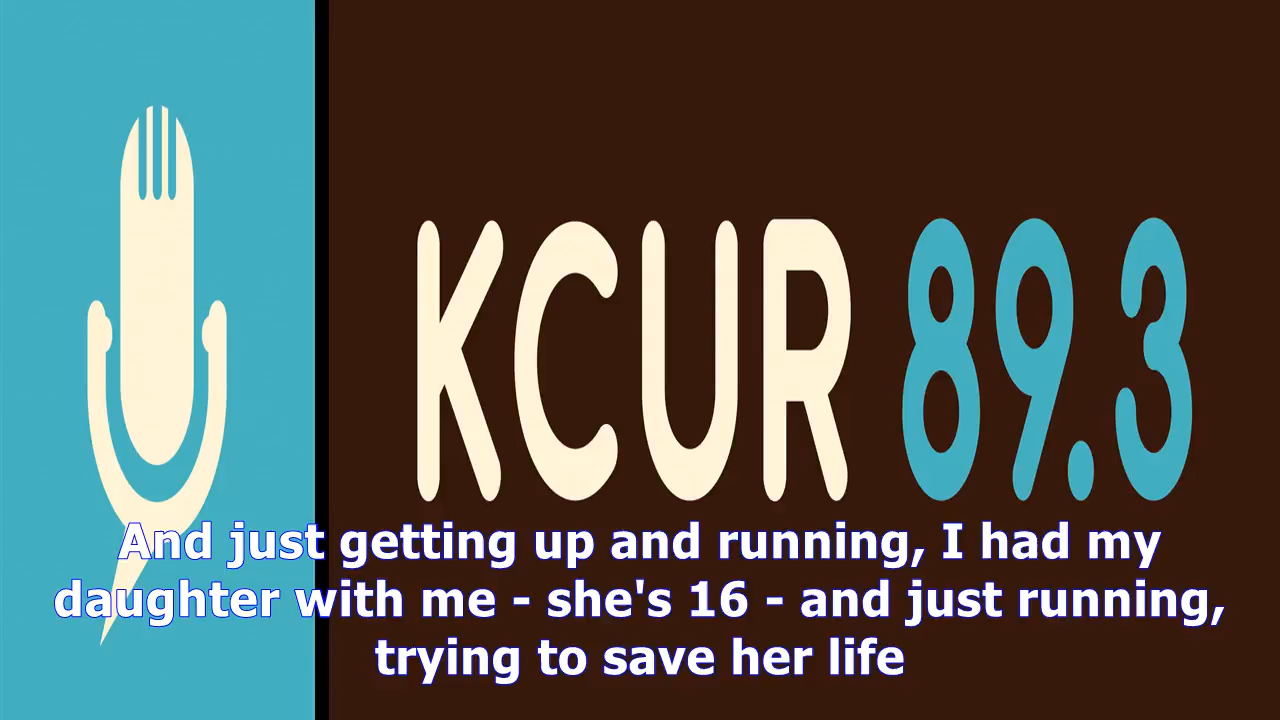 KCUR 89.3
And just getting up and running, I had my
daughter with me - she's 16 - and just running,
trying to save her life